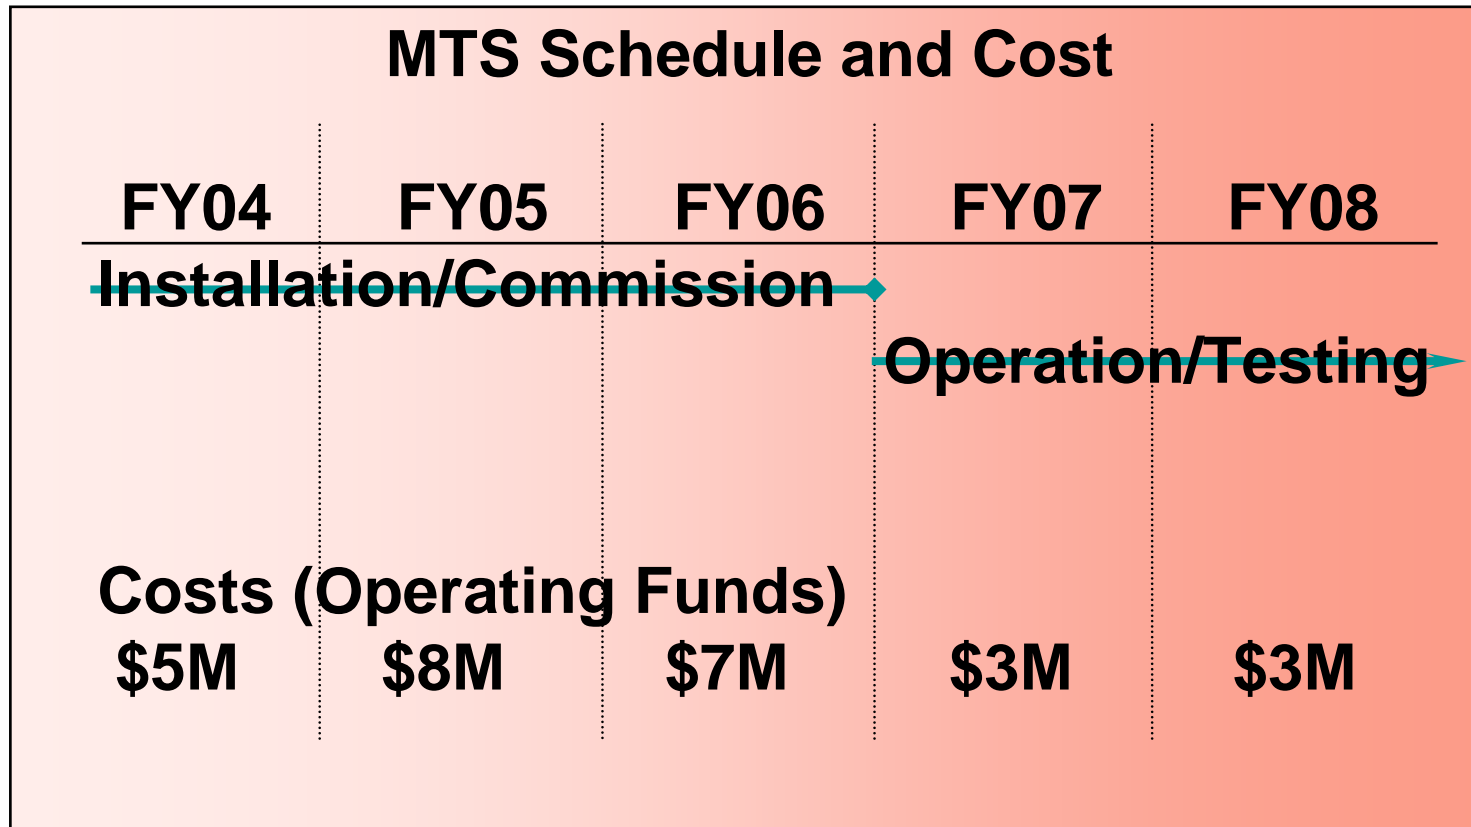 MTS Schedule and Cost
FY04 FY05 FY06 FY07 FY08
Installation/Commission
Operation/Testing
Costs (Operating Funds)
$5M $8M $7M $3M $3M